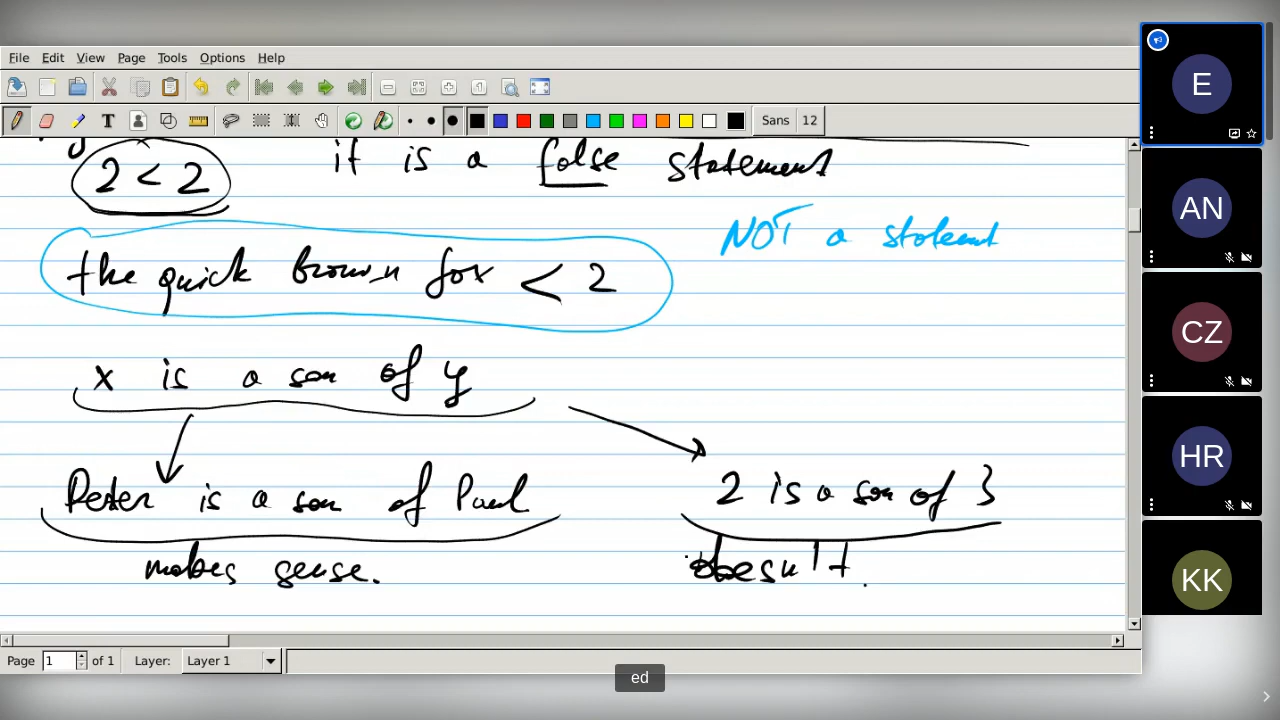 File Edit View Page Tools Options Help
Sans 12
2 < 2 it is a false statement
NOT a statement
the quick brown fox < 2
x is a son of y
Peter is a son of Paul 2 is a son of 3
makes sense. doesn't.
Page 1 of 1 Layer: Layer 1
ed
E
AN
CZ
HR
KK